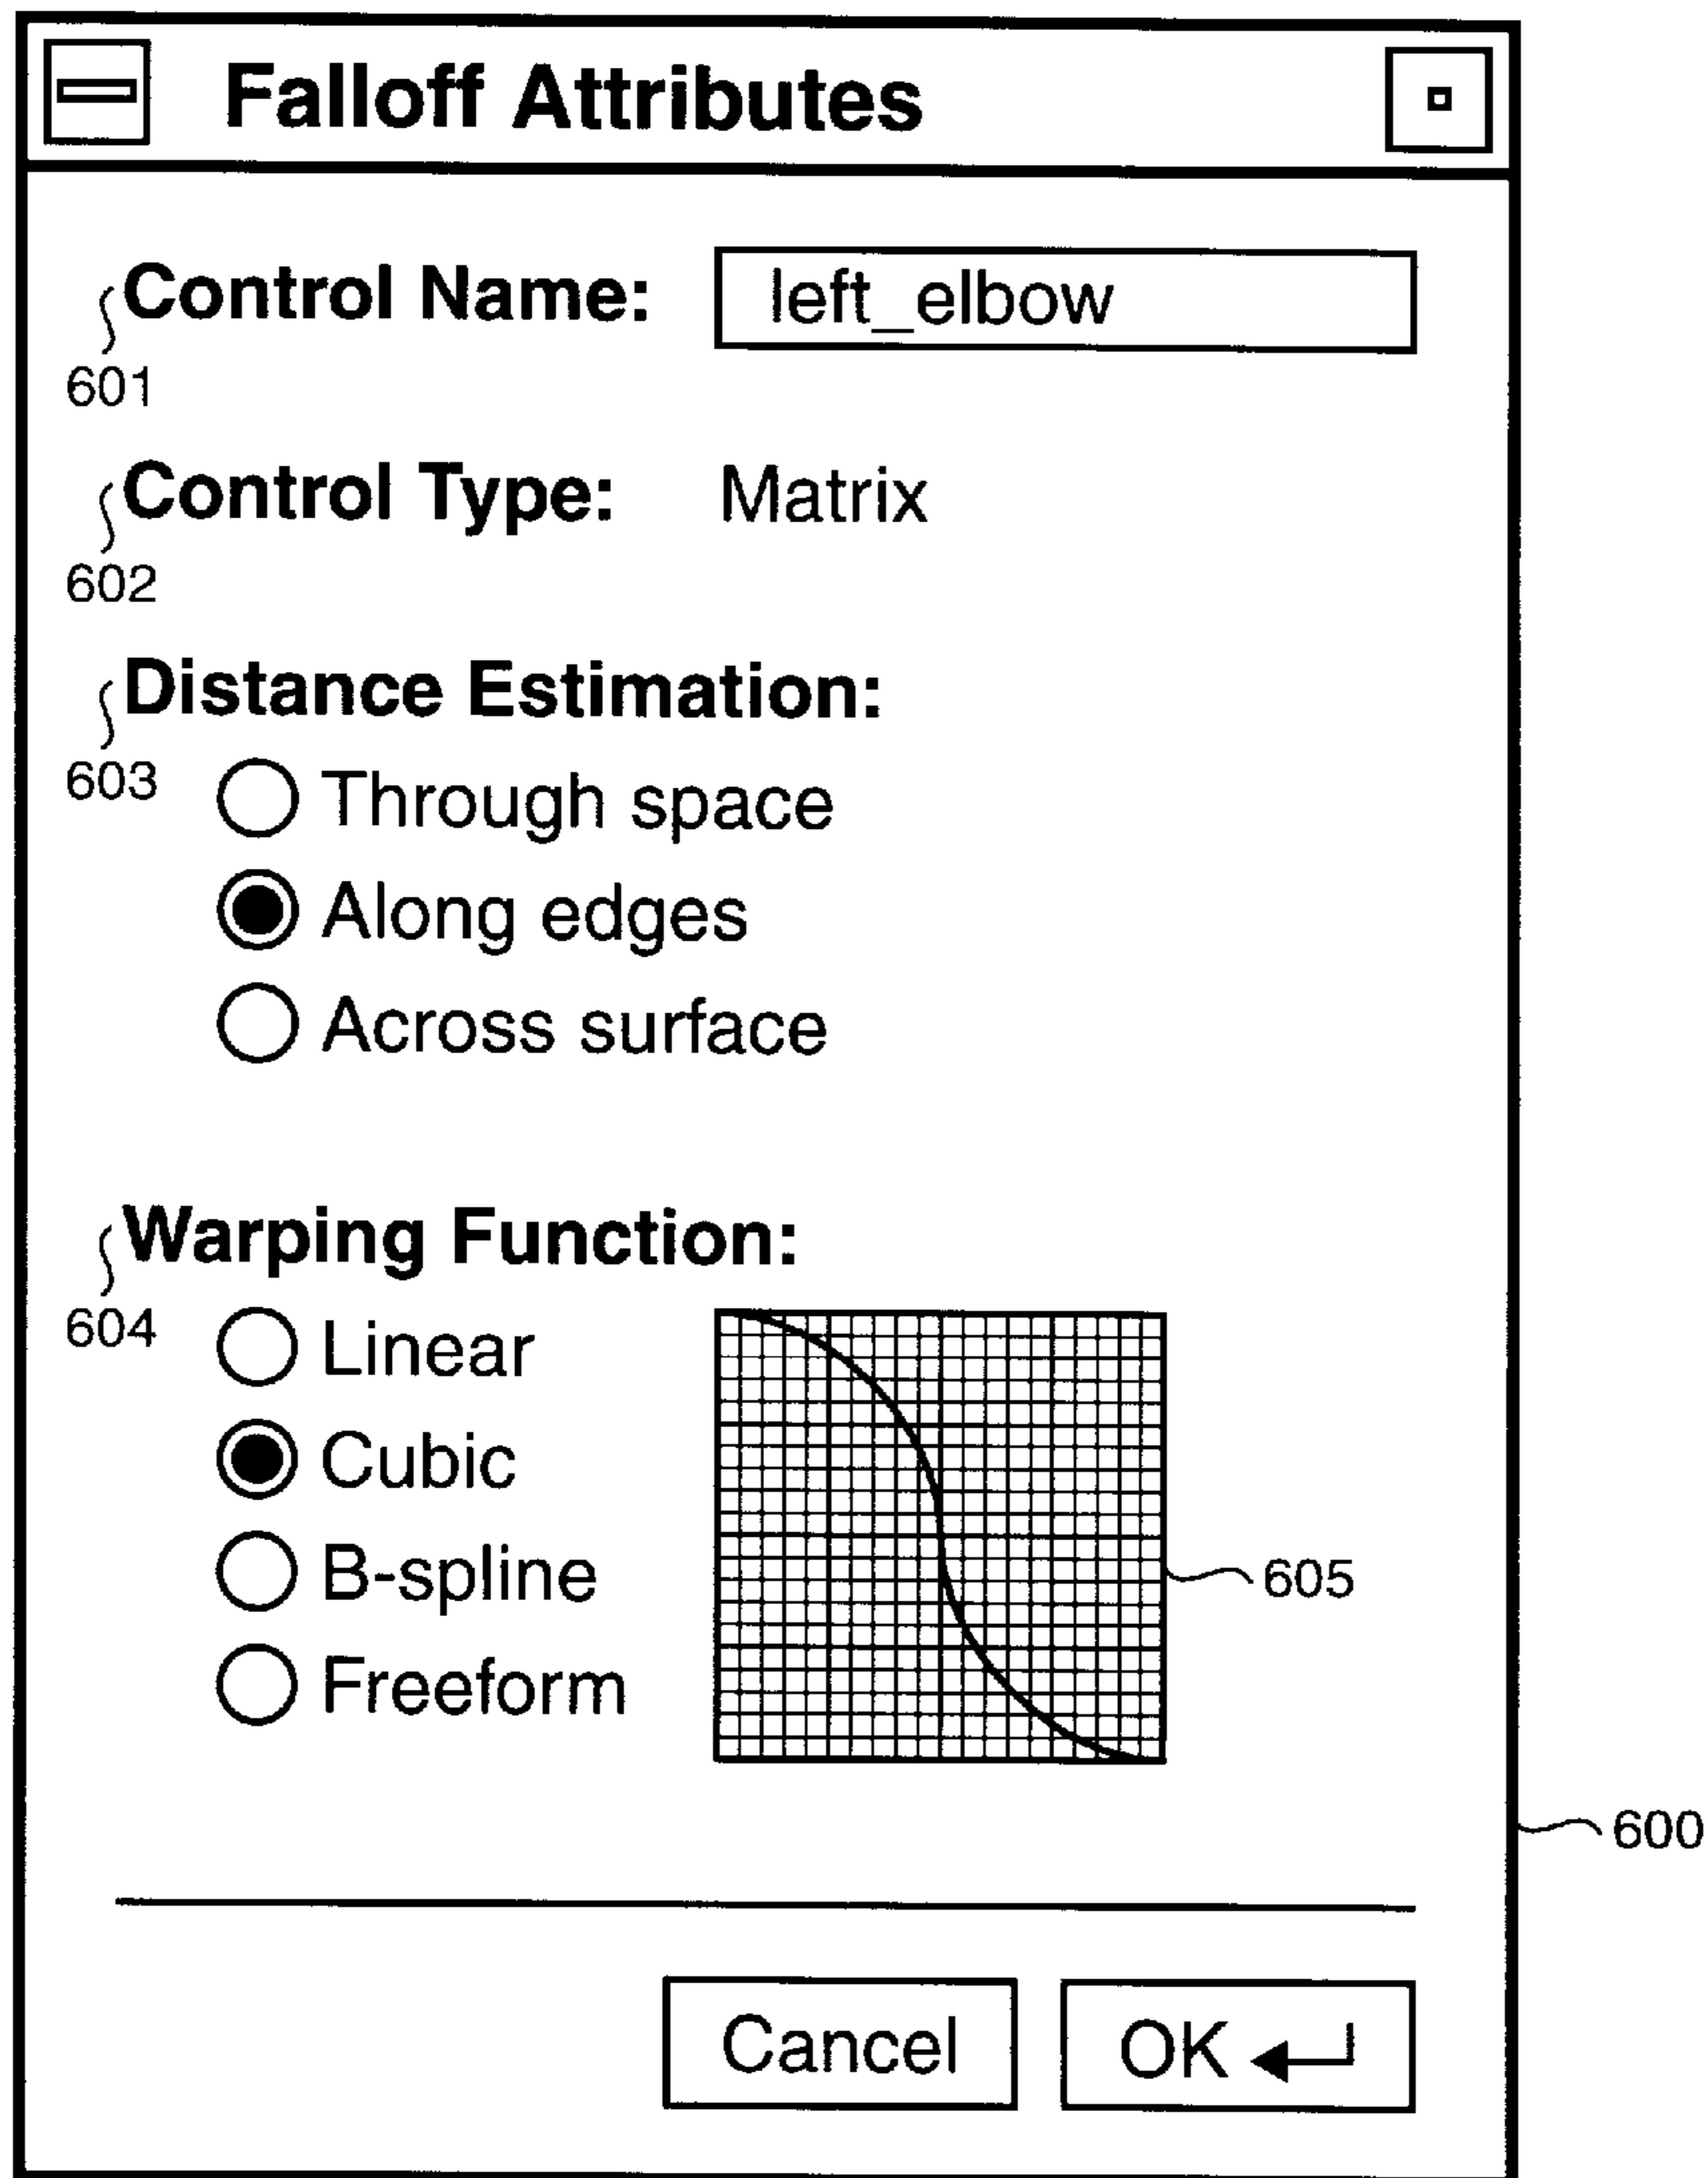 Falloff Attributes
Control Name: left_elbow
601
Control Type: Matrix
602
Distance Estimation:
603
Through space
Along edges
Across surface
Warping Function:
604
Linear
Cubic
B-spline
Freeform
605
600
Cancel
OK